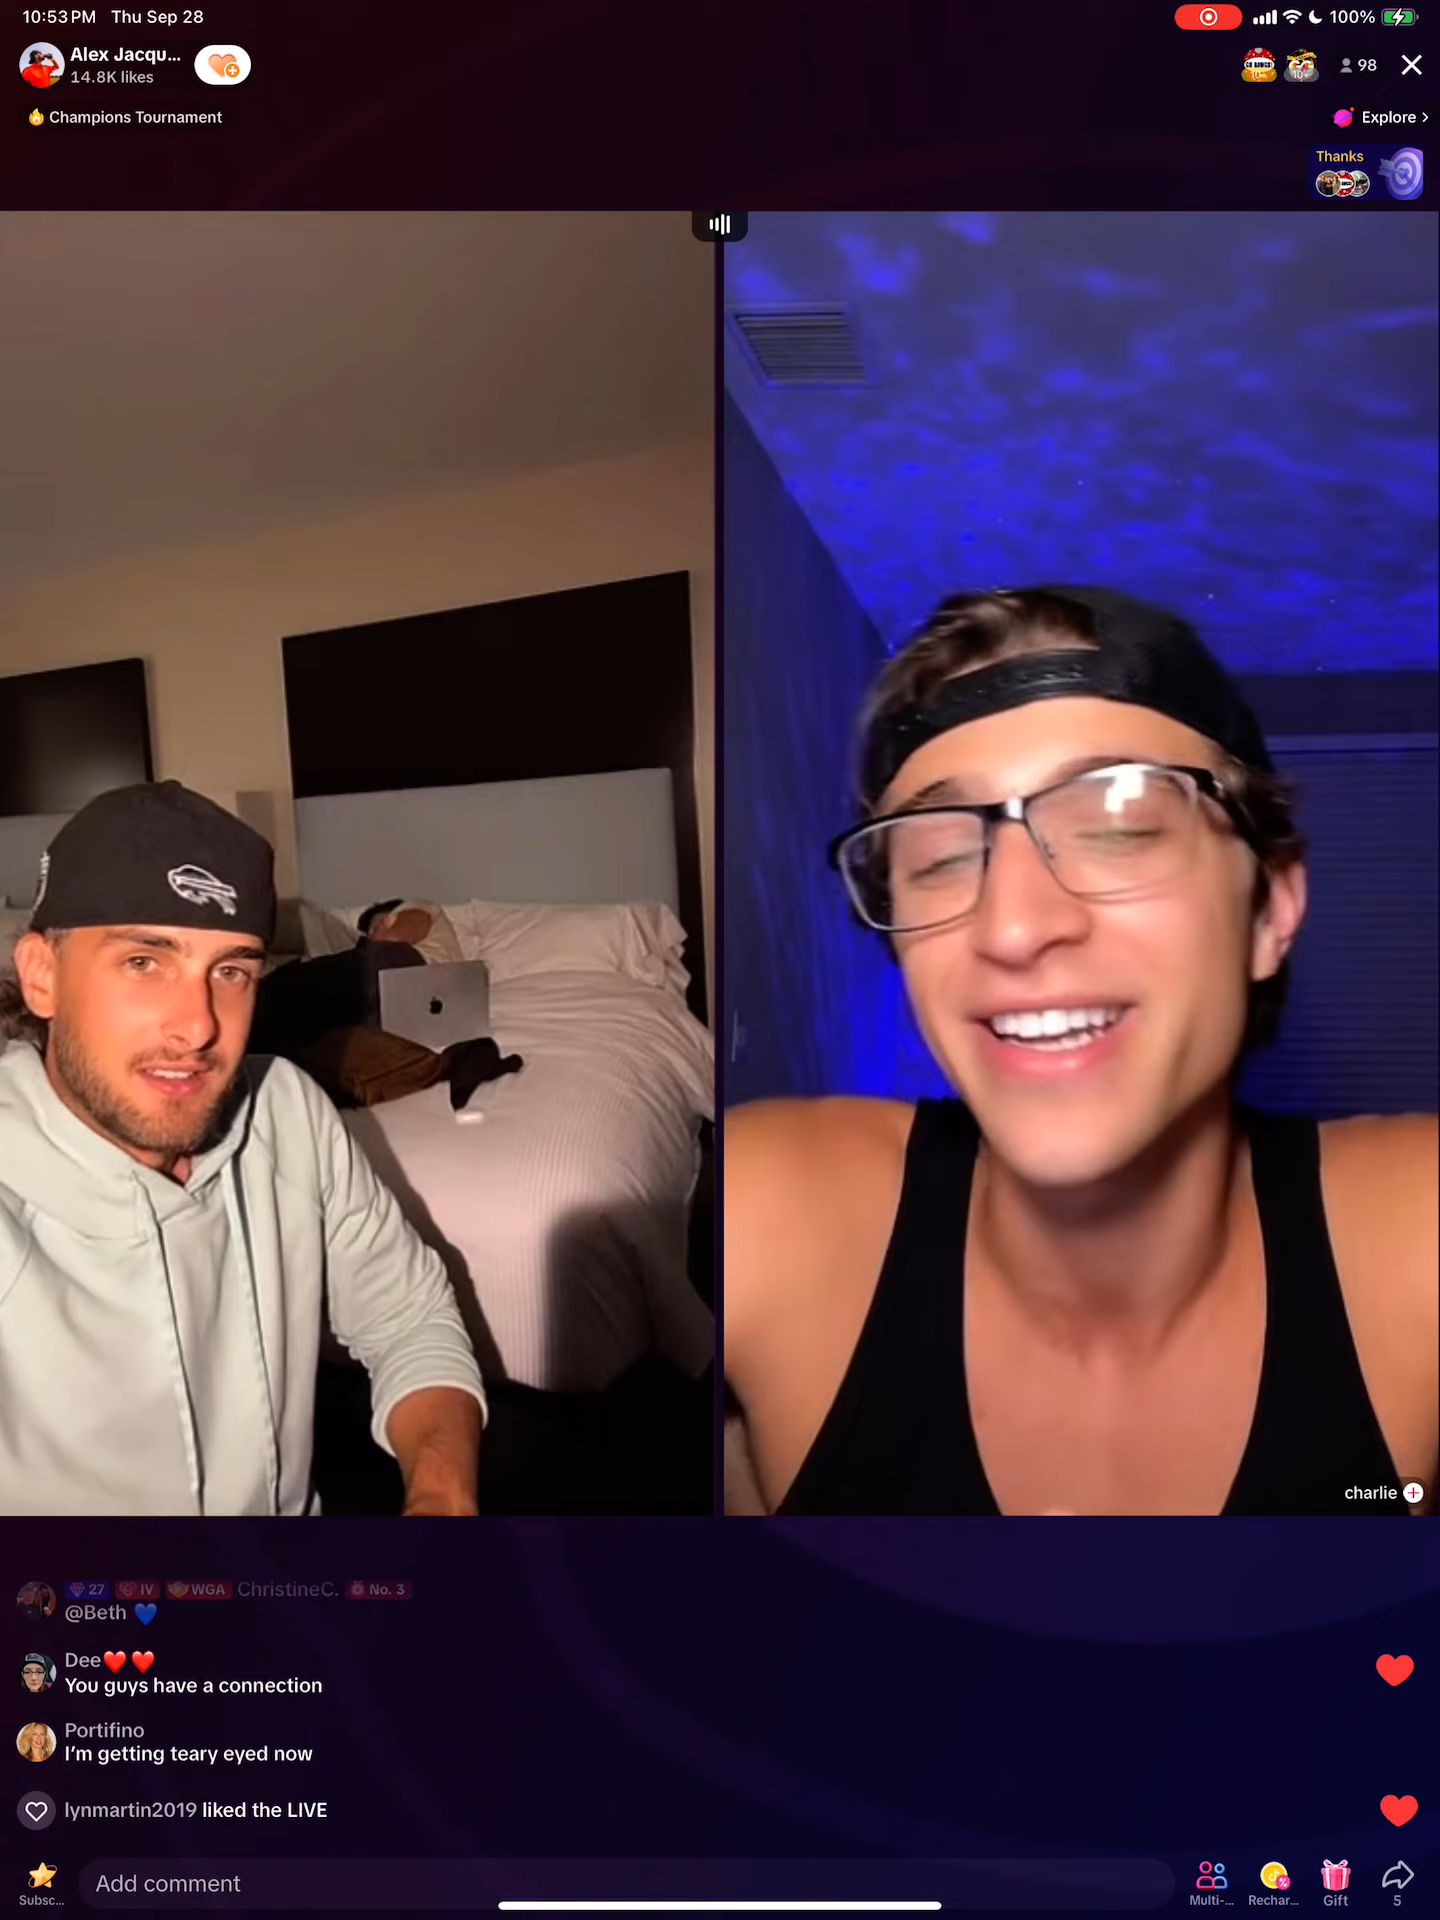 10:53 PM Thu Sep 28
100%
Alex Jacqu...
14.8K likes
98
Champions Tournament
Explore >
Thanks
charlie
27 IV WGA ChristineC. No. 3
@Beth
Dee
You guys have a connection
Portifino
I'm getting teary eyed now
lynmartin2019 liked the LIVE
Add comment
Subsc...
Multi-...
Rechar...
Gift
5